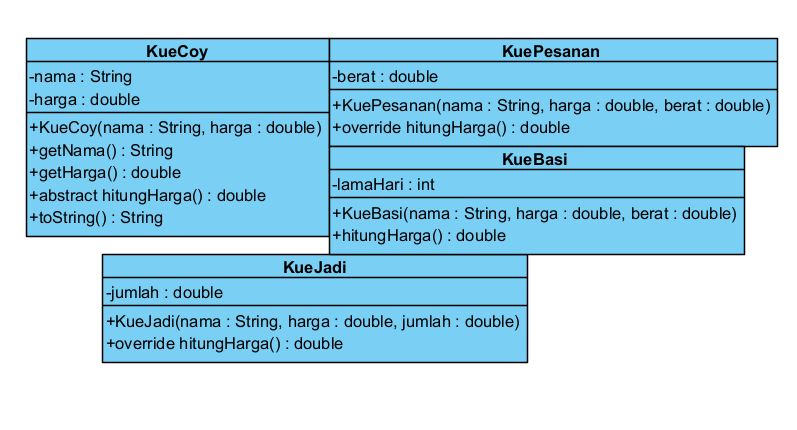 KueCoy
-nama : String
-harga : double
+KueCoy(nama : String, harga : double)
+getNama() : String
+getHarga() : double
+abstract hitungHarga() : double
+toString() : String
KuePesanan
-berat : double
+KuePesanan(nama : String, harga : double, berat : double)
+override hitungHarga() : double
KueBasi
-lamaHari : int
+KueBasi(nama : String, harga : double, berat : double)
+hitungHarga() : double
KueJadi
-jumlah : double
+KueJadi(nama : String, harga : double, jumlah : double)
+override hitungHarga() : double